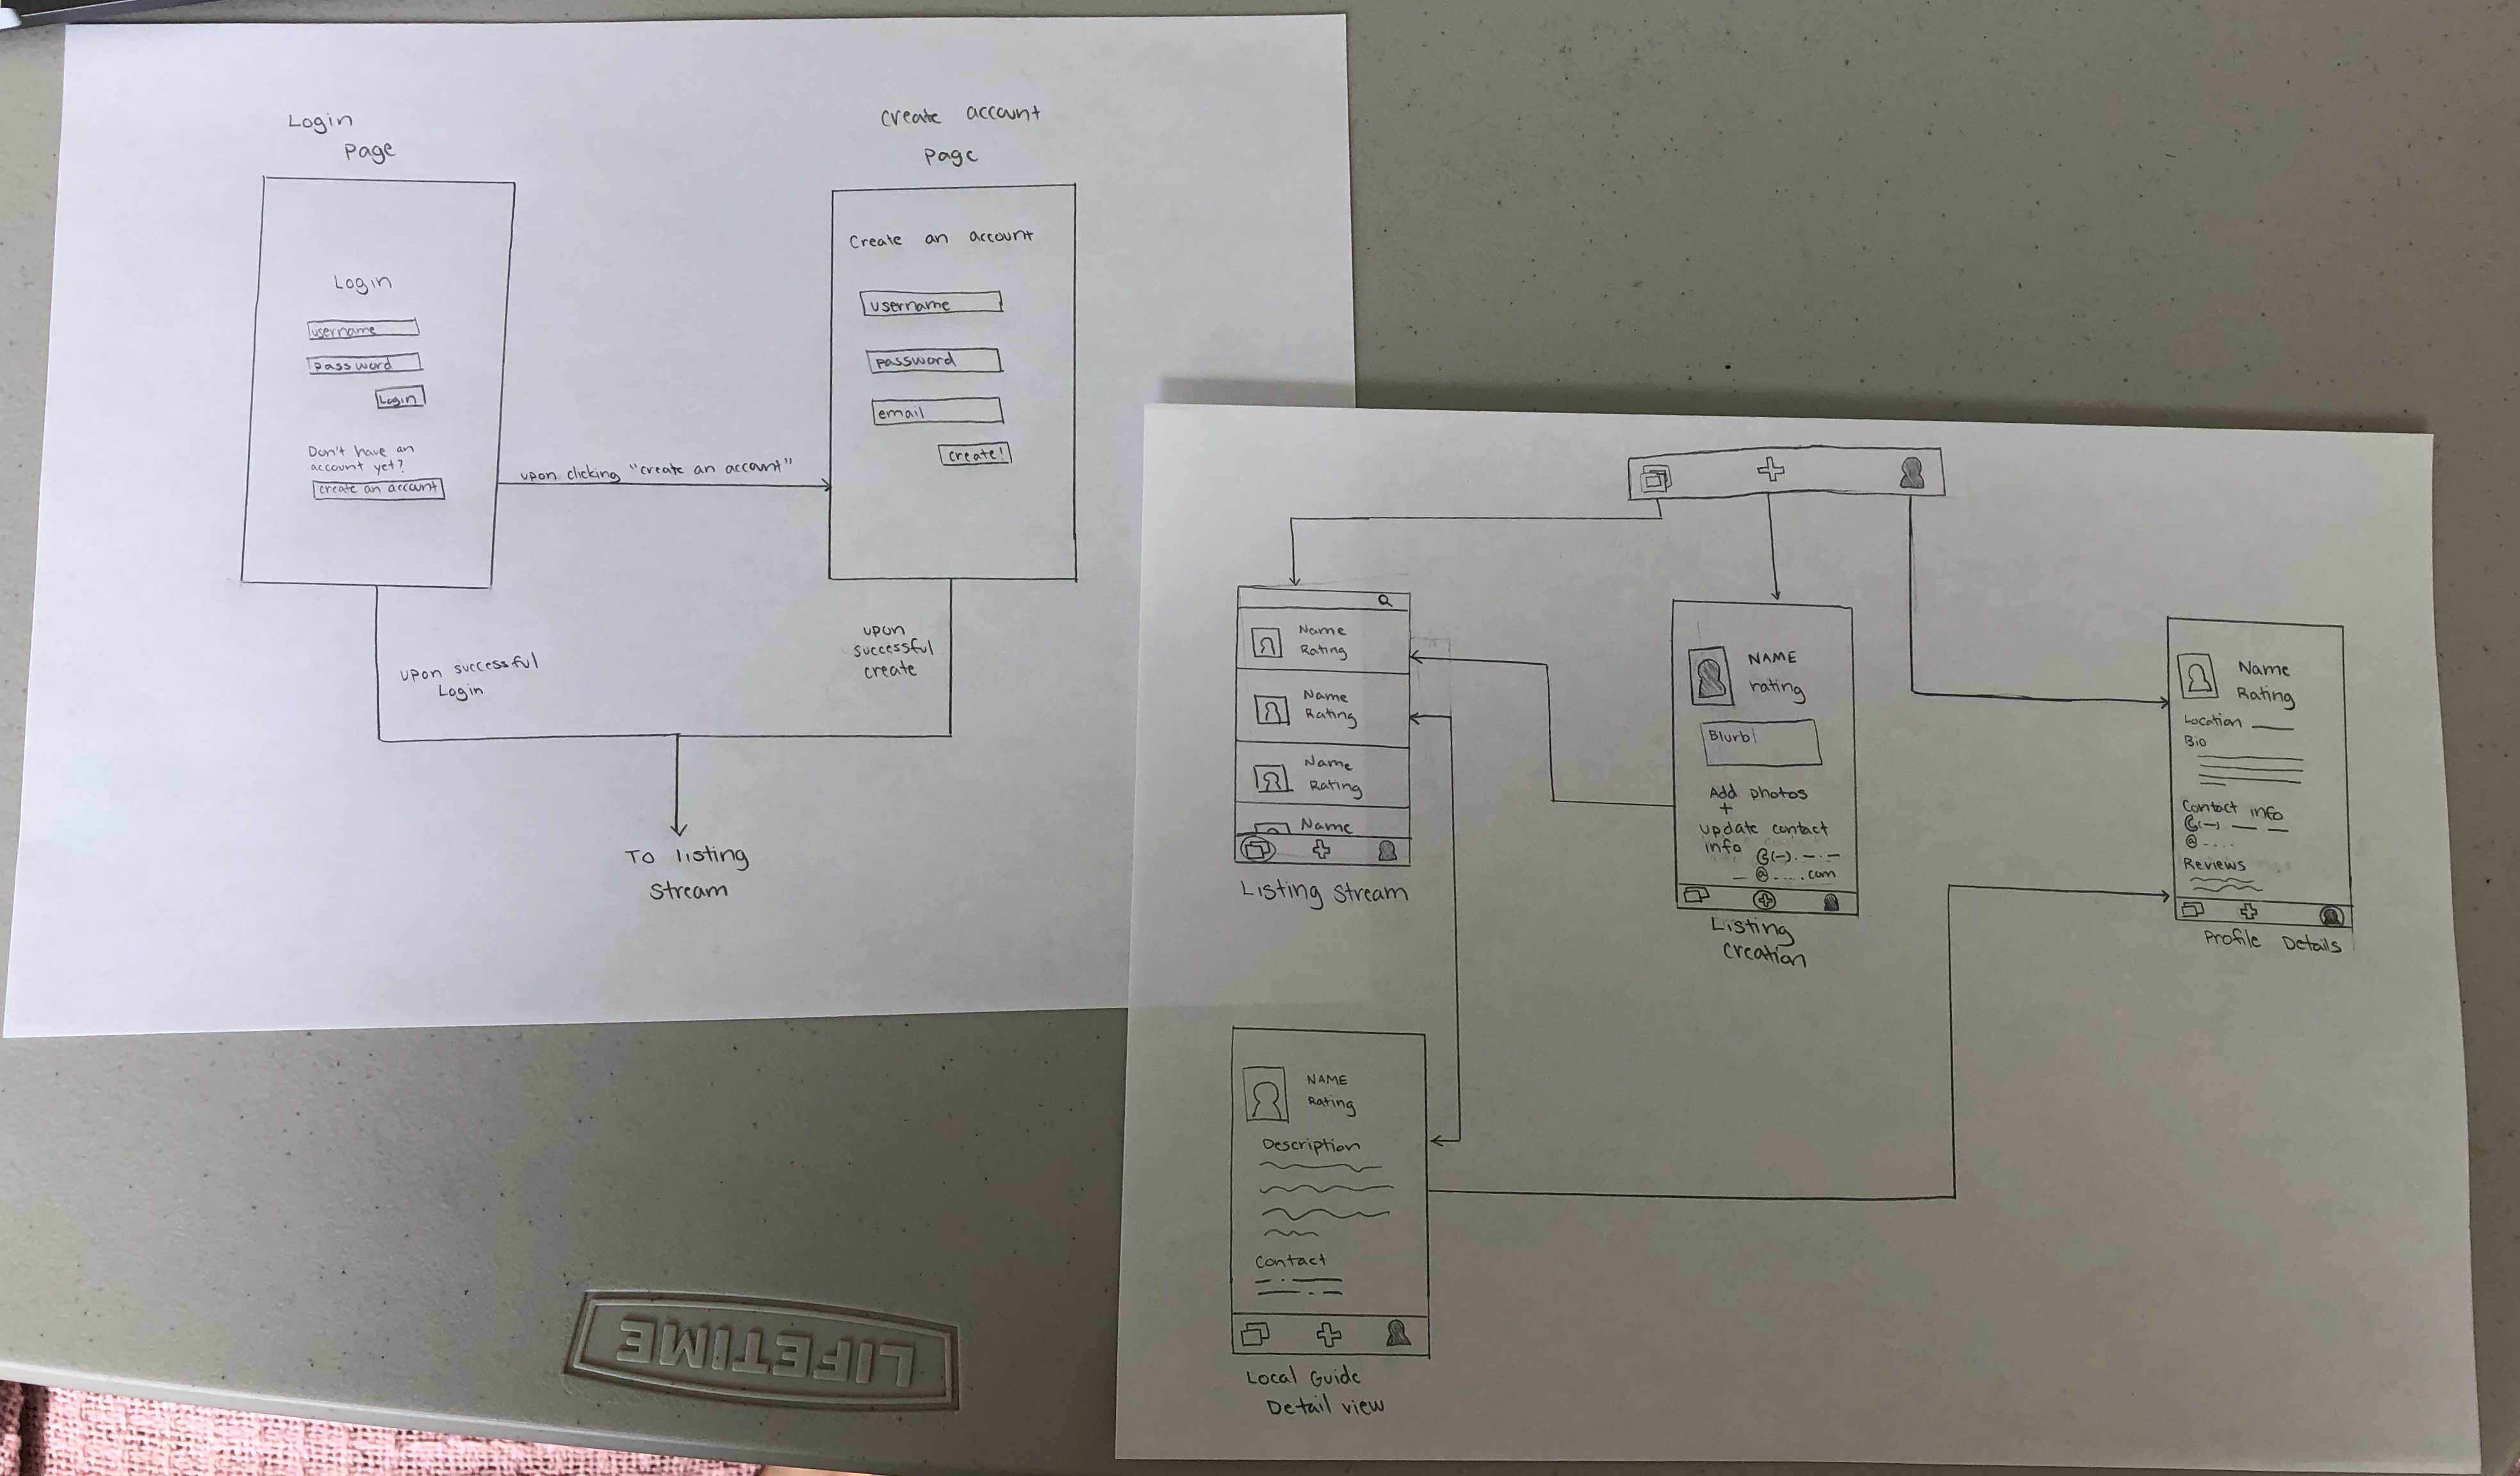 Login
Page
Login
username
password
Login
Don't have an
account yet?
create an account
upon clicking "create an account"
create account
page
Create an account
username
password
email
create!
upon successful
Login
upon
successful
create
To listing
stream
Name
Rating
Name
Rating
Name
Rating
Name
Listing Stream
NAME
rating
Blurb
Add photos
+
update contact
info
(-).-.-
_ @....com
Listing
Creation
Name
Rating
Location
Bio
Contact info
(-) — —
@....
Reviews
Profile Details
NAME
Rating
Description
Contact
Local Guide
Detail view
LIFETIME